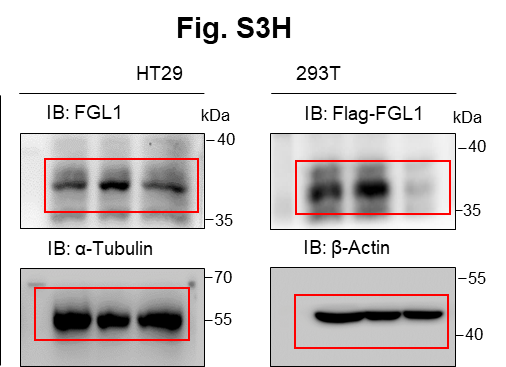 Fig. S3H
HT29
293T
IB: FGL1
kDa
IB: Flag-FGL1
kDa
40
40
35
35
IB: α-Tubulin
IB: β-Actin
70
55
55
40